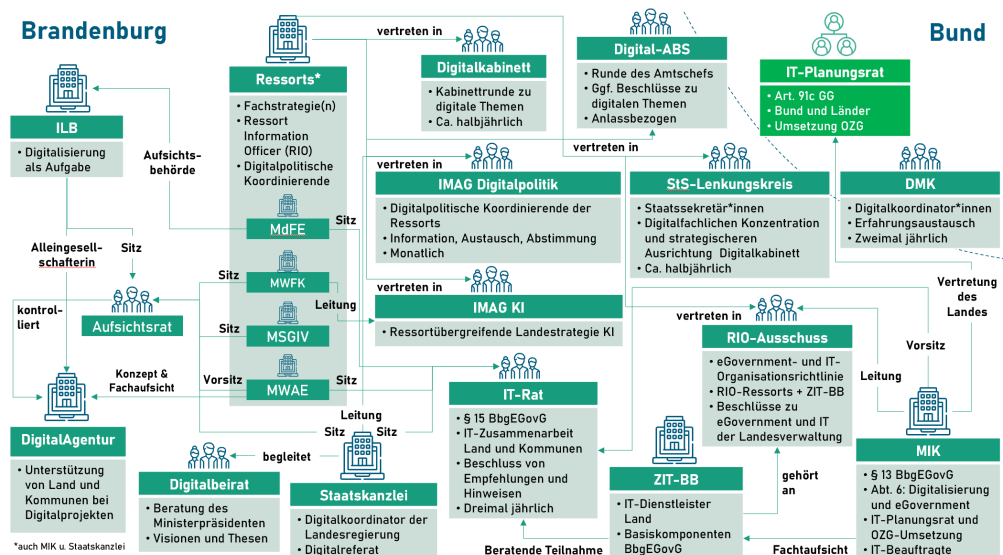 Brandenburg
Bund
ILB
• Digitalisierung
als Aufgabe
Aufsichts-
behörde
Ressorts*
• Fachstrategie(n)
• Ressort
Information
Officer (RIO)
• Digitalpolitische
Koordinierende
MdFE
MWFK
MSGIV
MWAE
vertreten in
Digitalkabinett
• Kabinettrunde zu
digitale Themen
• Ca. halbjährlich
Digital-ABS
• Runde des Amtschefs
• Ggf. Beschlüsse zu
digitalen Themen
• Anlassbezogen
IT-Planungsrat
• Art. 91c GG
• Bund und Länder
• Umsetzung OZG
vertreten in
IMAG Digitalpolitik
• Digitalpolitische Koordinierende der
Ressorts
• Information, Austausch, Abstimmung
• Monatlich
vertreten in
StS-Lenkungskreis
• Staatssekretär*innen
• Digitalfachlichen Konzentration
und strategischeren
Ausrichtung Digitalkabinett
• Ca. halbjährlich
DMK
• Digitalkoordinator*innen
• Erfahrungsaustausch
• Zweimal jährlich
Sitz
Alleingesell-
schafterin
Sitz
Sitz
Leitung
vertreten in
IMAG KI
• Ressortübergreifende Landestrategie KI
Vertretung
des
Landes
kontrol-
liert
Aufsichtsrat
Sitz
vertreten in
RIO-Ausschuss
• eGovernment- und IT-
Organisationsrichtlinie
• RIO-Ressorts + ZIT-BB
• Beschlüsse zu
eGovernment und IT
der Landesverwaltung
Vorsitz
Leitung
Konzept &
Fachaufsicht
Vorsitz
Sitz
IT-Rat
• § 15 BbgEGovG
• IT-Zusammenarbeit
Land und Kommunen
• Beschluss von
Empfehlungen und
Hinweisen
• Dreimal jährlich
Leitung
Sitz
Sitz
DigitalAgentur
• Unterstützung
von Land und
Kommunen bei
Digitalprojekten
begleitet
Digitalbeirat
• Beratung des
Ministerpräsidenten
• Visionen und Thesen
Staatskanzlei
• Digitalkoordinator der
Landesregierung
• Digitalreferat
ZIT-BB
• IT-Dienstleister
Land
• Basiskomponenten
BbgEGovG
gehört
an
MIK
• § 13 BbgEGovG
• Abt. 6: Digitalisierung
und eGovernment
• IT-Planungsrat und
OZG-Umsetzung
• IT-Beauftragte
Beratende Teilnahme
Fachtaufsicht
*auch MIK u. Staatskanzlei